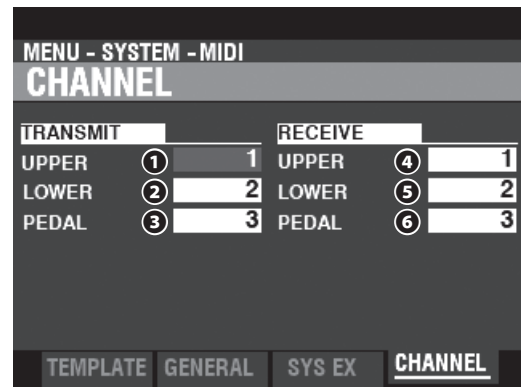 MENU - SYSTEM - MIDI
CHANNEL
TRANSMIT RECEIVE
UPPER 1 1 UPPER 4 1
LOWER 2 2 LOWER 5 2
PEDAL 3 3 PEDAL 6 3
TEMPLATE GENERAL SYS EX CHANNEL